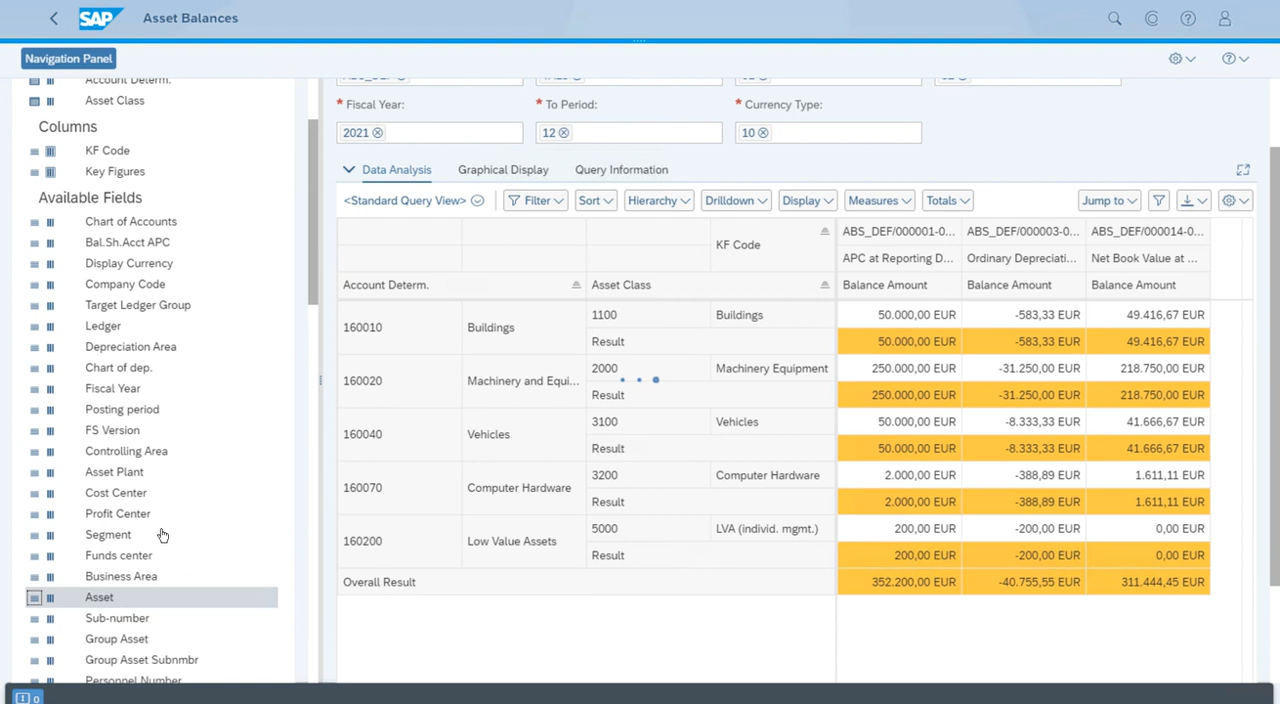 SAP Asset Balances
Navigation Panel
Account Determ.
Asset Class
Columns
KF Code
Key Figures
Available Fields
Chart of Accounts
Bal.Sh.Acct APC
Display Currency
Company Code
Target Ledger Group
Ledger
Depreciation Area
Chart of dep.
Fiscal Year
Posting period
FS Version
Controlling Area
Asset Plant
Cost Center
Profit Center
Segment
Funds center
Business Area
Asset
Sub-number
Group Asset
Group Asset Subnmbr
Personnel Number
* Fiscal Year: * To Period: * Currency Type:
2021 12 10
Data Analysis Graphical Display Query Information
<Standard Query View> Filter Sort Hierarchy Drilldown Display Measures Totals Jump to
KF Code ABS_DEF/000001-0... ABS_DEF/000003-0... ABS_DEF/000014-0...
APC at Reporting D... Ordinary Depreciati... Net Book Value at ...
Account Determ. Asset Class Balance Amount Balance Amount Balance Amount
160010 Buildings 1100 Buildings 50.000,00 EUR -583,33 EUR 49.416,67 EUR
Result 50.000,00 EUR -583,33 EUR 49.416,67 EUR
160020 Machinery and Equi... 2000 Machinery Equipment 250.000,00 EUR -31.250,00 EUR 218.750,00 EUR
Result 250.000,00 EUR -31.250,00 EUR 218.750,00 EUR
160040 Vehicles 3100 Vehicles 50.000,00 EUR -8.333,33 EUR 41.666,67 EUR
Result 50.000,00 EUR -8.333,33 EUR 41.666,67 EUR
160070 Computer Hardware 3200 Computer Hardware 2.000,00 EUR -388,89 EUR 1.611,11 EUR
Result 2.000,00 EUR -388,89 EUR 1.611,11 EUR
160200 Low Value Assets 5000 LVA (individ. mgmt.) 200,00 EUR -200,00 EUR 0,00 EUR
Result 200,00 EUR -200,00 EUR 0,00 EUR
Overall Result 352.200,00 EUR -40.755,55 EUR 311.444,45 EUR
0